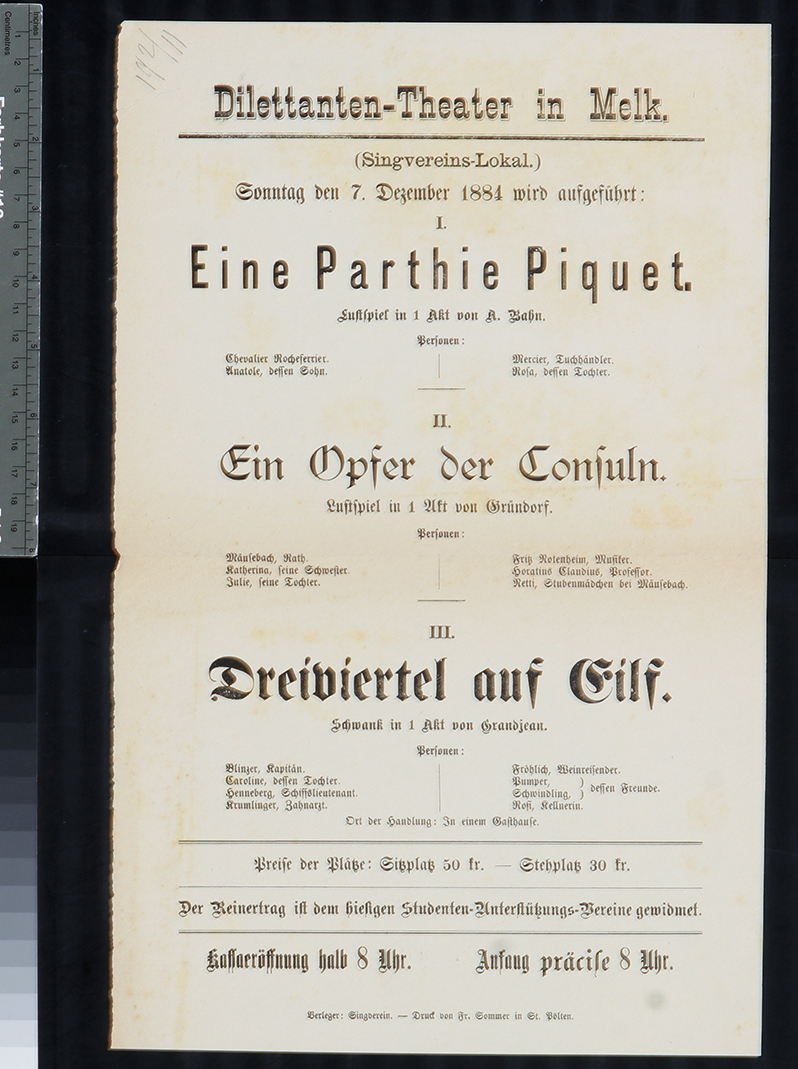 Dilettanten-Theater in Melk.
(Singvereins-Lokal.)
Sonntag den 7. Dezember 1884 wird aufgeführt:
I.
Eine Parthie Piquet.
Lustspiel in 1 Akt von A. Bahn.
Personen:
Chevalier Rocheferrier.
Anatole, dessen Sohn.
Mercier, Tuchhändler.
Rosa, dessen Tochter.
II.
Ein Opfer der Consuln.
Lustspiel in 1 Akt von Gründorf.
Personen:
Mäusebach, Rath.
Katherina, seine Schwester.
Julie, seine Tochter.
Fritz Rolenheim, Musiker.
Horatius Claudius, Professor.
Netti, Stubenmädchen bei Mäusebach.
III.
Dreiviertel auf Eilf.
Schwank in 1 Akt von Grandjean.
Personen:
Blinzer, Kapitän.
Caroline, dessen Tochter.
Henneberg, Schiffslieutenant.
Krumlinger, Zahnarzt.
Fröhlich, Weinreisender.
Pumper, )
Schwindling, ) dessen Freunde.
Rosi, Kellnerin.
Ort der Handlung: In einem Gasthause.
Preise der Plätze: Sitzplatz 50 kr. — Stehplatz 30 kr.
Der Reinertrag ist dem hiesigen Studenten-Unterstützungs-Vereine gewidmet.
Kassaeröffnung halb 8 Uhr. Anfang präcise 8 Uhr.
Verleger: Singverein. — Druck von Fr. Sommer in St. Pölten.
Inches
Centimetres